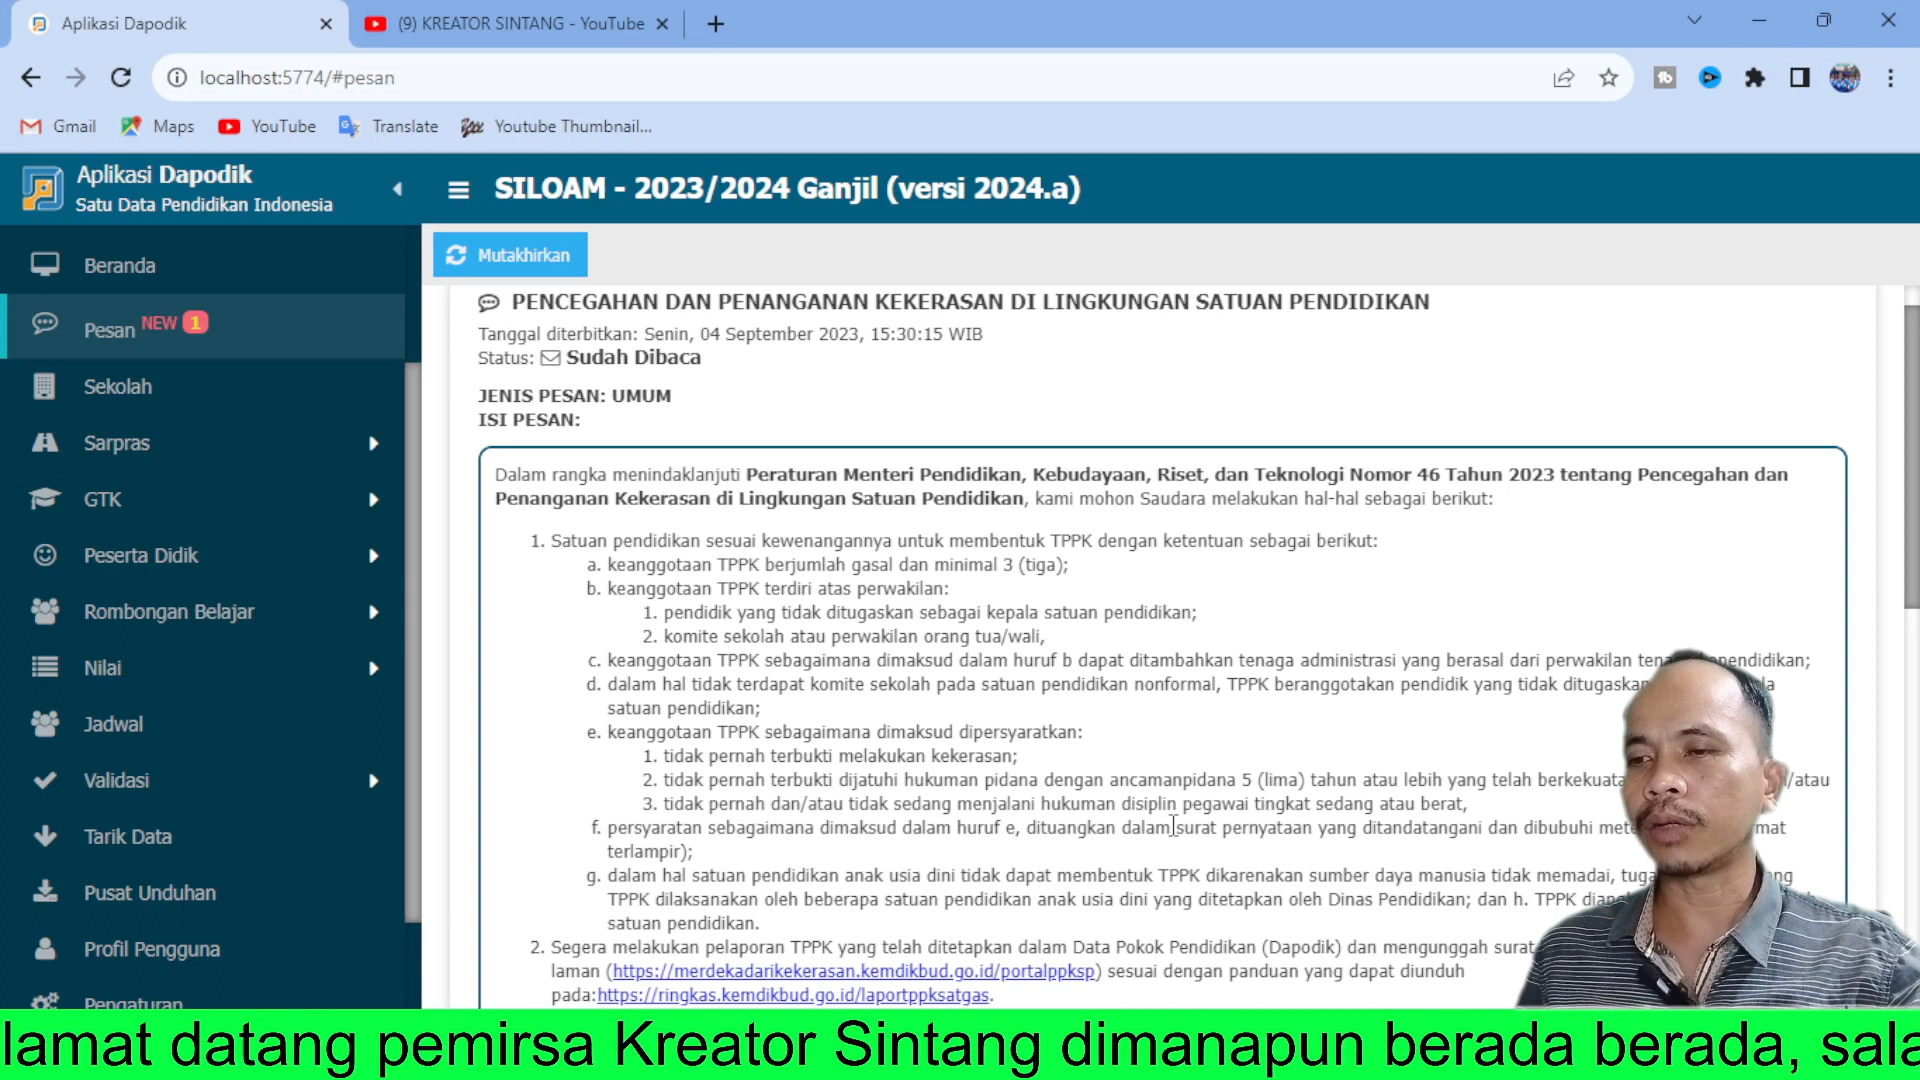 Aplikasi Dapodik
(9) KREATOR SINTANG - YouTube
localhost:5774/#pesan
Gmail
Maps
YouTube
Translate
Youtube Thumbnail...
Aplikasi Dapodik
Satu Data Pendidikan Indonesia
SILOAM - 2023/2024 Ganjil (versi 2024.a)
Beranda
Pesan NEW 1
Sekolah
Sarpras
GTK
Peserta Didik
Rombongan Belajar
Nilai
Jadwal
Validasi
Tarik Data
Pusat Unduhan
Profil Pengguna
Pengaturan
Mutakhirkan
PENCEGAHAN DAN PENANGANAN KEKERASAN DI LINGKUNGAN SATUAN PENDIDIKAN
Tanggal diterbitkan: Senin, 04 September 2023, 15:30:15 WIB
Status: Sudah Dibaca
JENIS PESAN: UMUM
ISI PESAN:
Dalam rangka menindaklanjuti Peraturan Menteri Pendidikan, Kebudayaan, Riset, dan Teknologi Nomor 46 Tahun 2023 tentang Pencegahan dan
Penanganan Kekerasan di Lingkungan Satuan Pendidikan, kami mohon Saudara melakukan hal-hal sebagai berikut:
1. Satuan pendidikan sesuai kewenangannya untuk membentuk TPPK dengan ketentuan sebagai berikut:
a. keanggotaan TPPK berjumlah gasal dan minimal 3 (tiga);
b. keanggotaan TPPK terdiri atas perwakilan:
1. pendidik yang tidak ditugaskan sebagai kepala satuan pendidikan;
2. komite sekolah atau perwakilan orang tua/wali,
c. keanggotaan TPPK sebagaimana dimaksud dalam huruf b dapat ditambahkan tenaga administrasi yang berasal dari perwakilan
d. dalam hal tidak terdapat komite sekolah pada satuan pendidikan nonformal, TPPK beranggotakan pendidik yang tidak ditugaskan
satuan pendidikan;
e. keanggotaan TPPK sebagaimana dimaksud dipersyaratkan:
1. tidak pernah terbukti melakukan kekerasan;
2. tidak pernah terbukti dijatuhi hukuman pidana dengan ancamanpidana 5 (lima) tahun atau lebih yang telah /atau
3. tidak pernah dan/atau tidak sedang menjalani hukuman disiplin pegawai tingkat sedang atau berat,
f. persyaratan sebagaimana dimaksud dalam huruf e, dituangkan dalam surat pernyataan yang ditandatangani dan dibubuhi
terlampir);
g. dalam hal satuan pendidikan anak usia dini tidak dapat membentuk TPPK dikarenakan sumber daya manusia tidak memadai,
TPPK dilaksanakan oleh beberapa satuan pendidikan anak usia dini yang ditetapkan oleh Dinas Pendidikan; dan h. TPPK
satuan pendidikan.
2. Segera melakukan pelaporan TPPK yang telah ditetapkan dalam Data Pokok Pendidikan (Dapodik) dan mengunggah surat
laman (https://merdekadarikekerasan.kemdikbud.go.id/portalppksp) sesuai dengan panduan yang dapat diunduh
pada:https://ringkas.kemdikbud.go.id/laportppksatgas.
lamat datang pemirsa Kreator Sintang dimanapun berada berada, sala